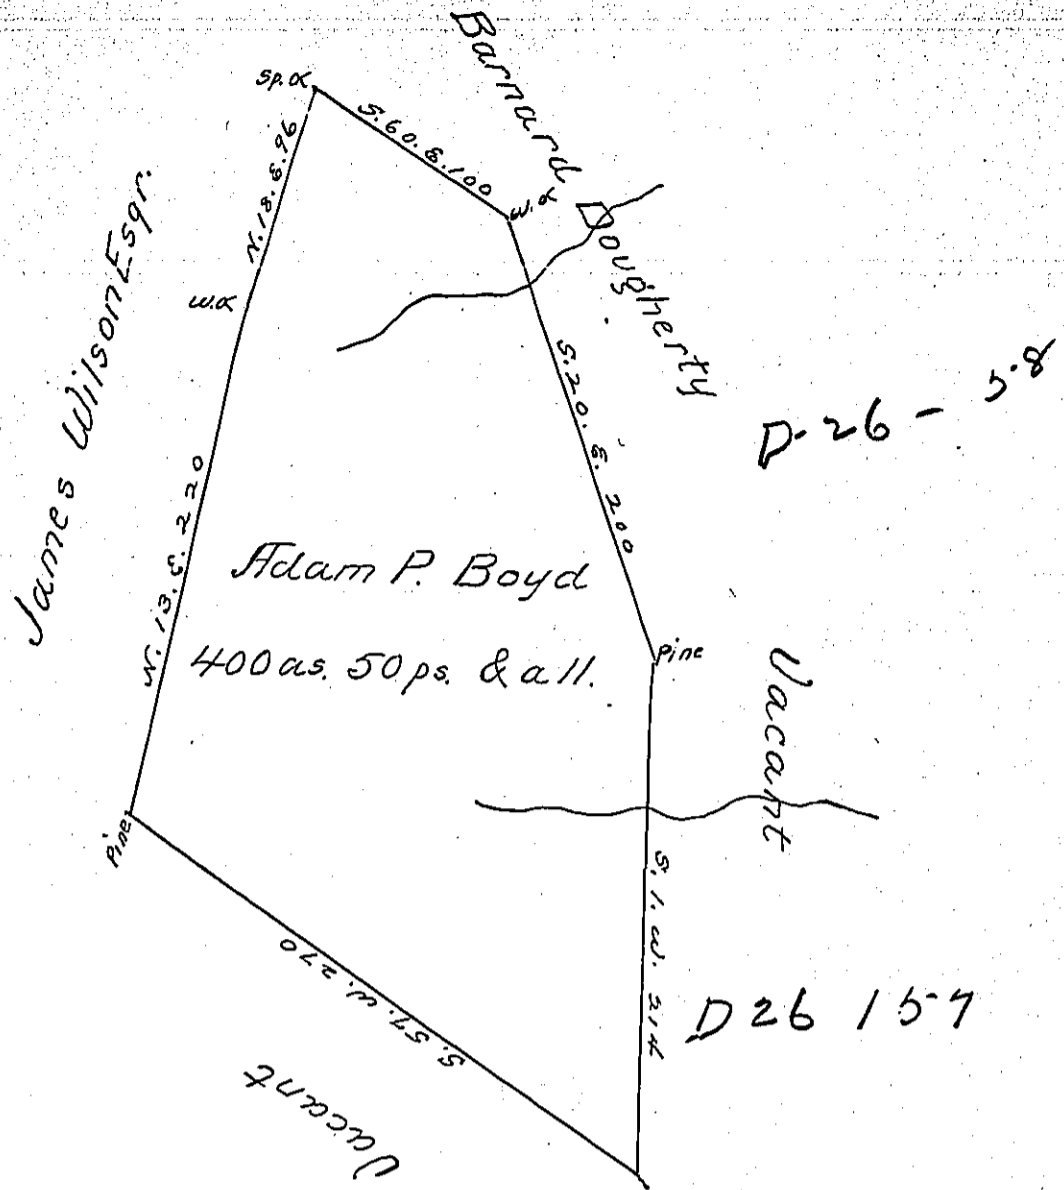 Barnard Dougherty
Sp. o
S. 60. E. 100
N. 18. E. 96
w. o
w. o
James Wilson Esqr.
S. 20. E. 200
D-26 - 58
N. 13. E. 220
Adam P. Boyd
400 as. 50 ps. & all.
pine
Vacant
pine
S. 1. W. 214
S. 57. W. 270
D 26 157
Vacant